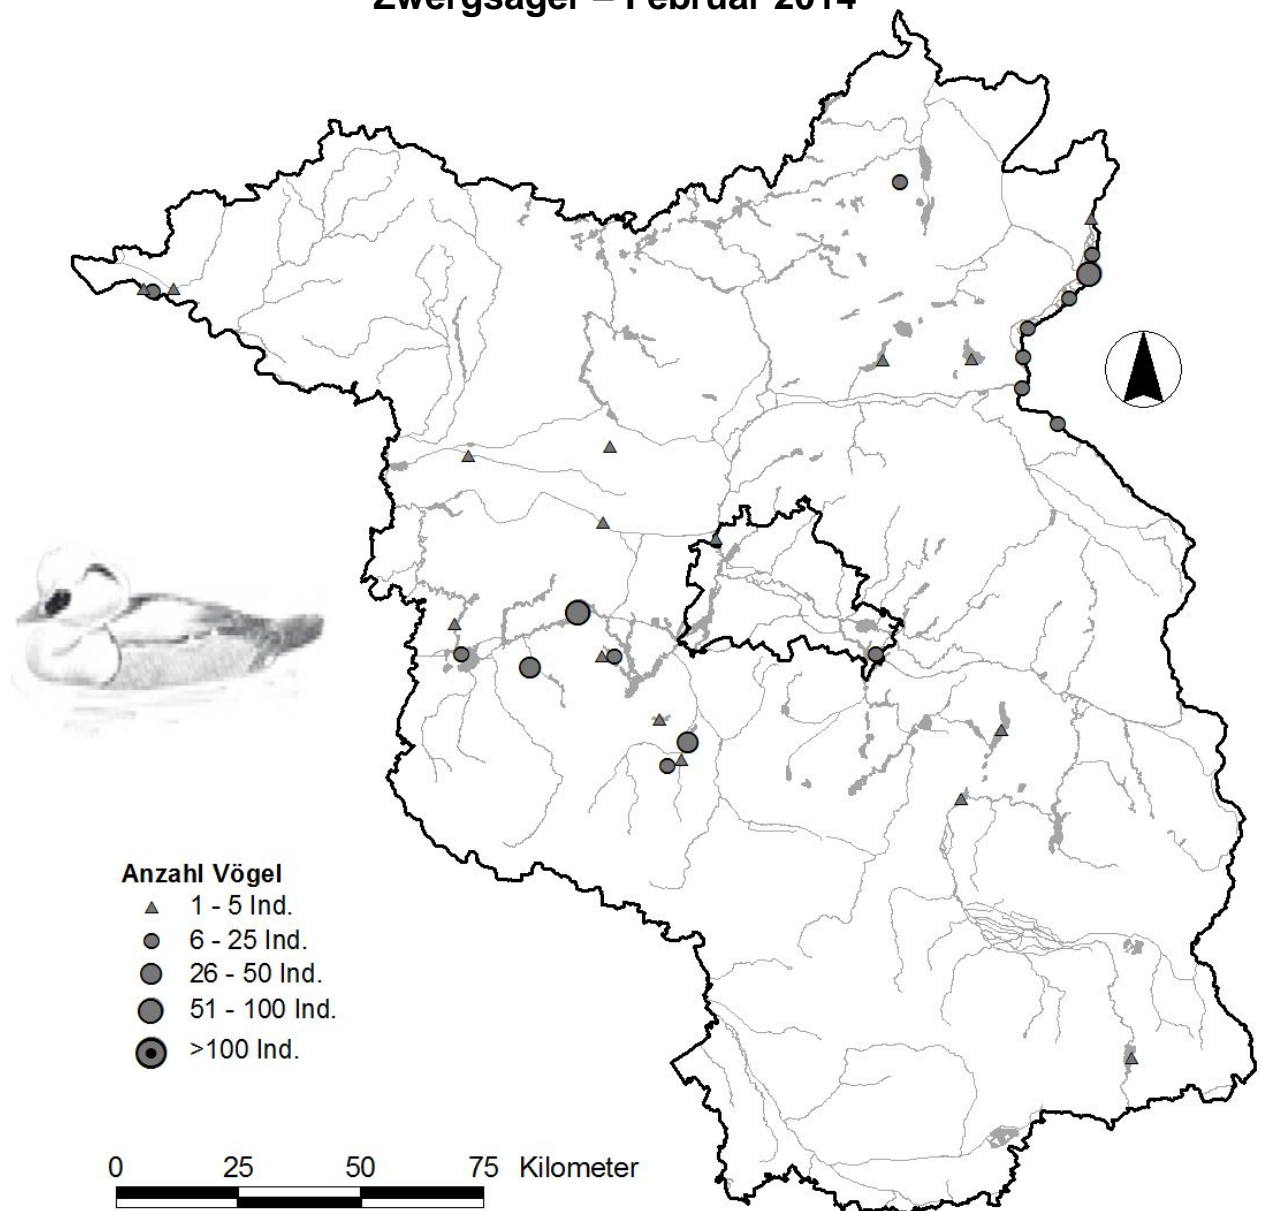 Zwergsäger – Februar 2014
Anzahl Vögel
1 - 5 Ind.
6 - 25 Ind.
26 - 50 Ind.
51 - 100 Ind.
>100 Ind.
0 25 50 75 Kilometer